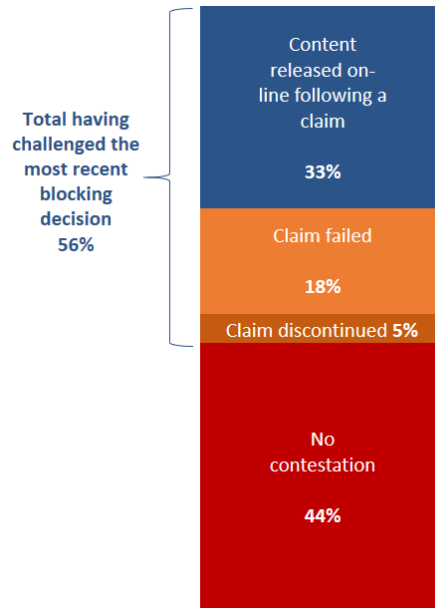 Total having
challenged the
most recent
blocking
decision
56%
Content
released on-
line following a
claim
33%
Claim failed
18%
Claim discontinued 5%
No
contestation
44%